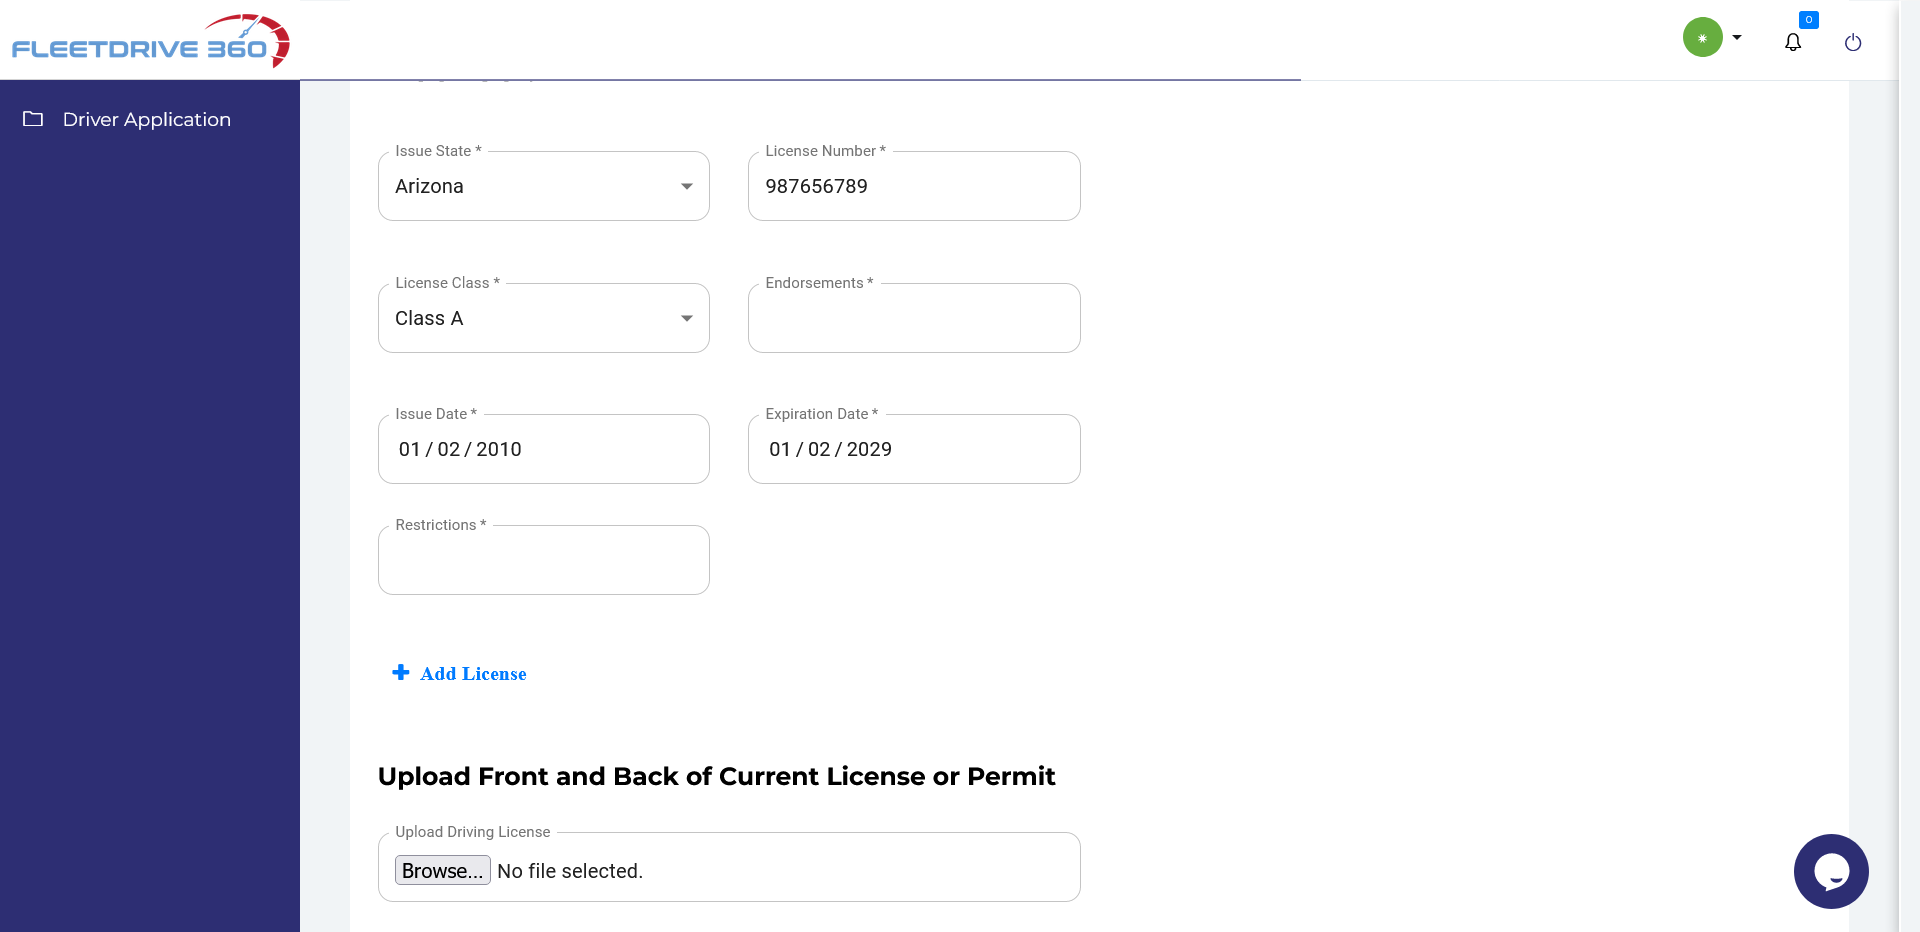 FLEETDRIVE 360
0
Driver Application
Issue State *
Arizona
License Number *
987656789
License Class *
Class A
Endorsements *
Issue Date *
01 / 02 / 2010
Expiration Date *
01 / 02 / 2029
Restrictions *
Add License
Upload Front and Back of Current License or Permit
Upload Driving License
Browse... No file selected.